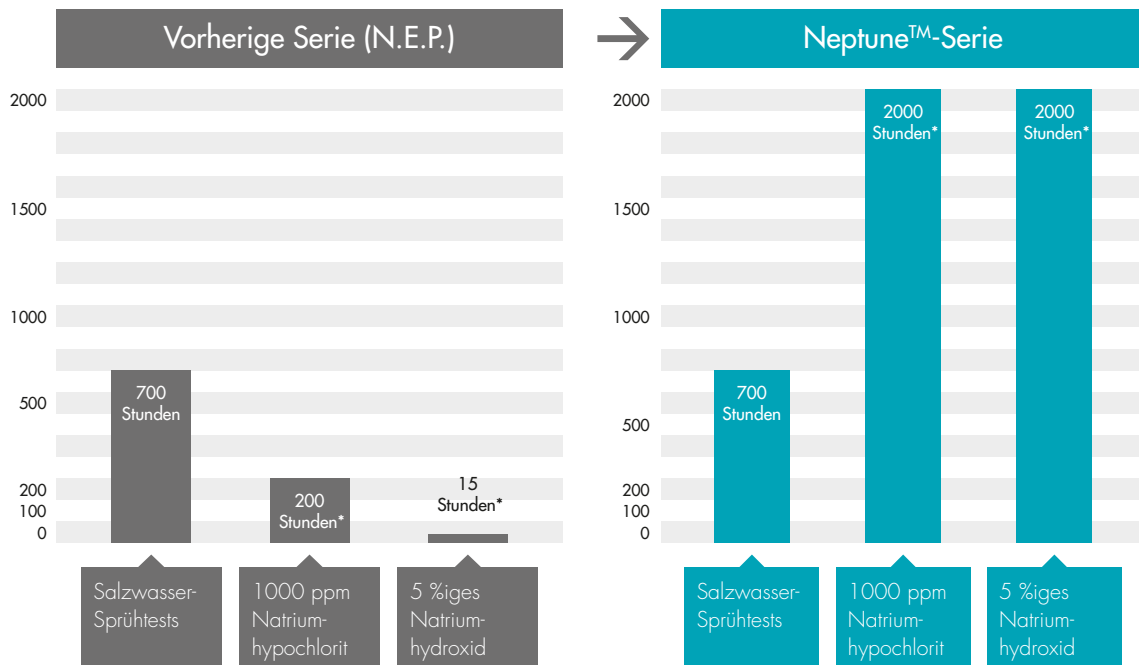 Vorherige Serie (N.E.P.)
2000
1500
1000
500
200
100
0
700
Stunden
200
Stunden*
15
Stunden*
Salzwasser-
Sprühtests
1000 ppm
Natrium-
hypochlorit
5 %iges
Natrium-
hydroxid
Neptune™-Serie
2000
1500
1000
500
200
100
0
700
Stunden
2000
Stunden*
2000
Stunden*
Salzwasser-
Sprühtests
1000 ppm
Natrium-
hypochlorit
5 %iges
Natrium-
hydroxid